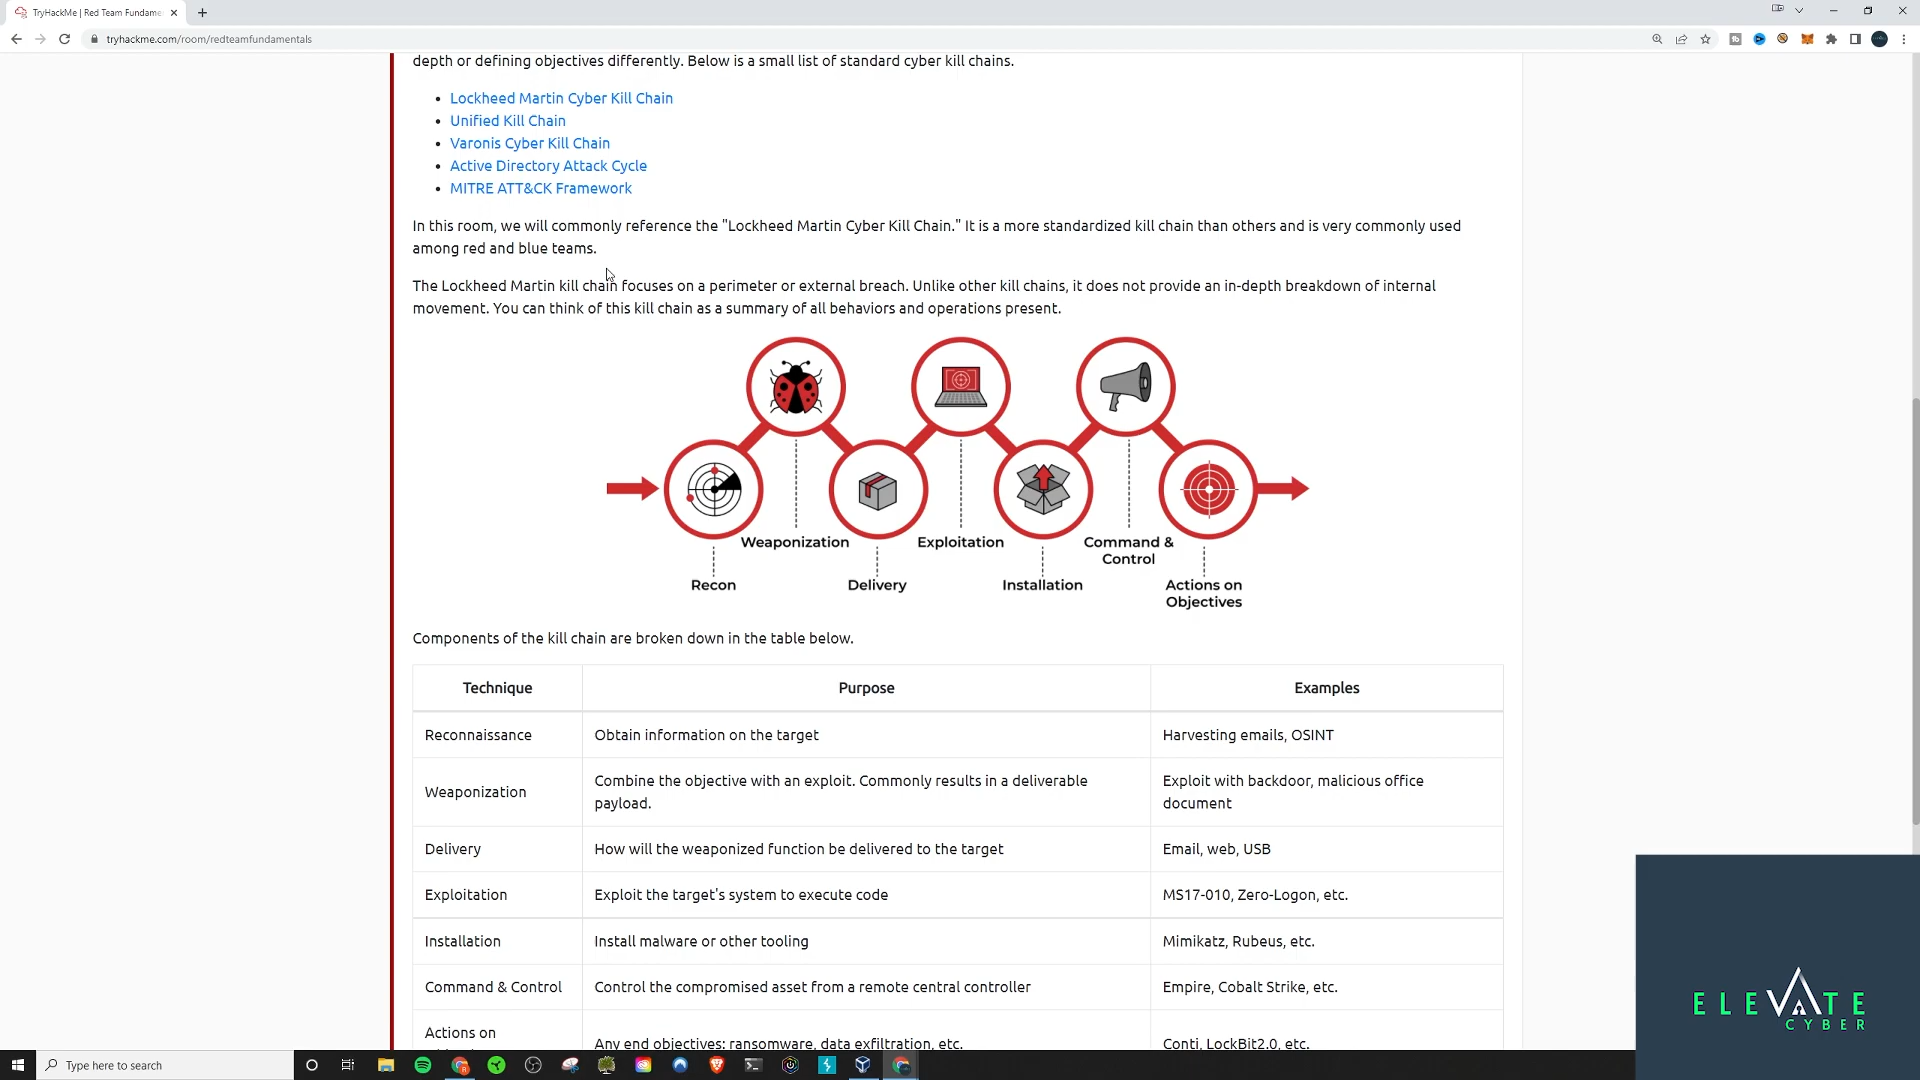 TryHackMe | Red Team Fundame
tryhackme.com/room/redteamfundamentals
depth or defining objectives differently. Below is a small list of standard cyber kill chains.
• Lockheed Martin Cyber Kill Chain
• Unified Kill Chain
• Varonis Cyber Kill Chain
• Active Directory Attack Cycle
• MITRE ATT&CK Framework
In this room, we will commonly reference the "Lockheed Martin Cyber Kill Chain." It is a more standardized kill chain than others and is very commonly used
among red and blue teams.
The Lockheed Martin kill chain focuses on a perimeter or external breach. Unlike other kill chains, it does not provide an in-depth breakdown of internal
movement. You can think of this kill chain as a summary of all behaviors and operations present.
Weaponization Exploitation Command &
Control
Recon Delivery Installation Actions on
Objectives
Components of the kill chain are broken down in the table below.
Technique Purpose Examples
Reconnaissance Obtain information on the target Harvesting emails, OSINT
Weaponization Combine the objective with an exploit. Commonly results in a deliverable
payload. Exploit with backdoor, malicious office
document
Delivery How will the weaponized function be delivered to the target Email, web, USB
Exploitation Exploit the target's system to execute code MS17-010, Zero-Logon, etc.
Installation Install malware or other tooling Mimikatz, Rubeus, etc.
Command & Control Control the compromised asset from a remote central controller Empire, Cobalt Strike, etc.
Actions on
Any end objectives: ransomware, data exfiltration, etc. Conti, LockBit2.0, etc.
ELEVATE
CYBER
Type here to search